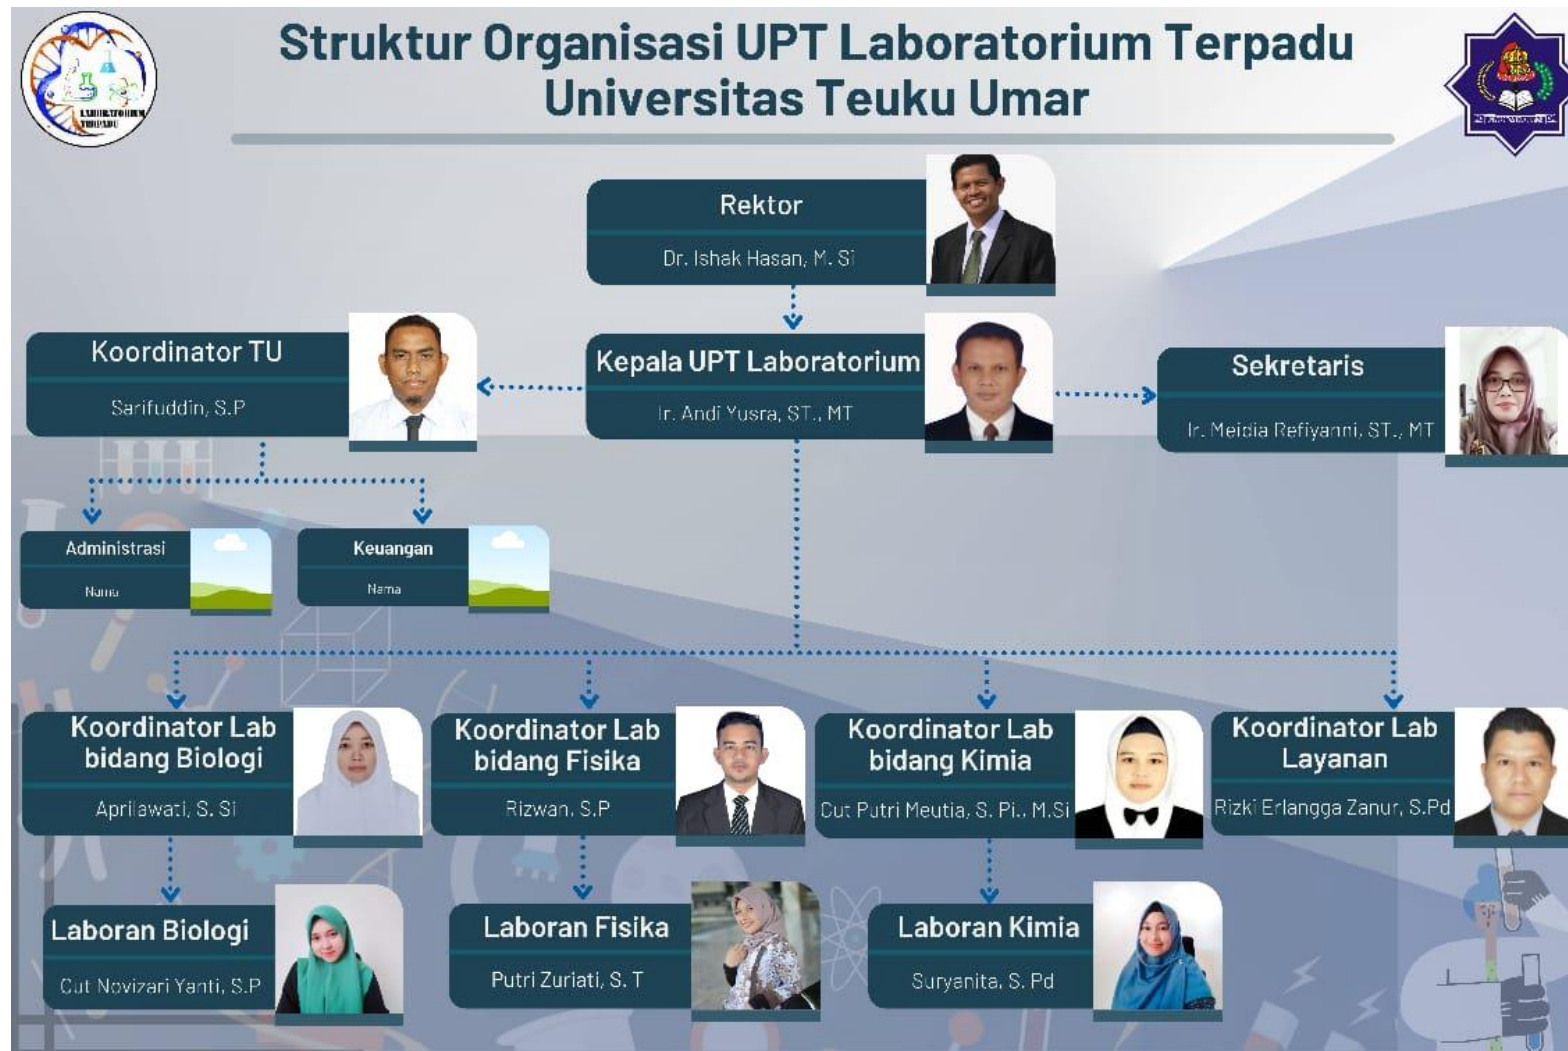 Struktur Organisasi UPT Laboratorium Terpadu
Universitas Teuku Umar
LABORATORIUM
TERPADU
Rektor
Dr. Ishak Hasan, M. Si
Koordinator TU
Sarifuddin, S.P
Kepala UPT Laboratorium
Ir. Andi Yusra, ST., MT
Sekretaris
Ir. Meidia Refiyanni, ST., MT
Administrasi
Nama
Keuangan
Nama
Koordinator Lab
bidang Biologi
Aprilawati, S. Si
Koordinator Lab
bidang Fisika
Rizwan, S.P
Koordinator Lab
bidang Kimia
Cut Putri Meutia, S. Pi., M.Si
Koordinator Lab
Layanan
Rizki Erlangga Zanur, S.Pd
Laboran Biologi
Cut Novizari Yanti, S.P
Laboran Fisika
Putri Zuriati, S. T
Laboran Kimia
Suryanita, S. Pd